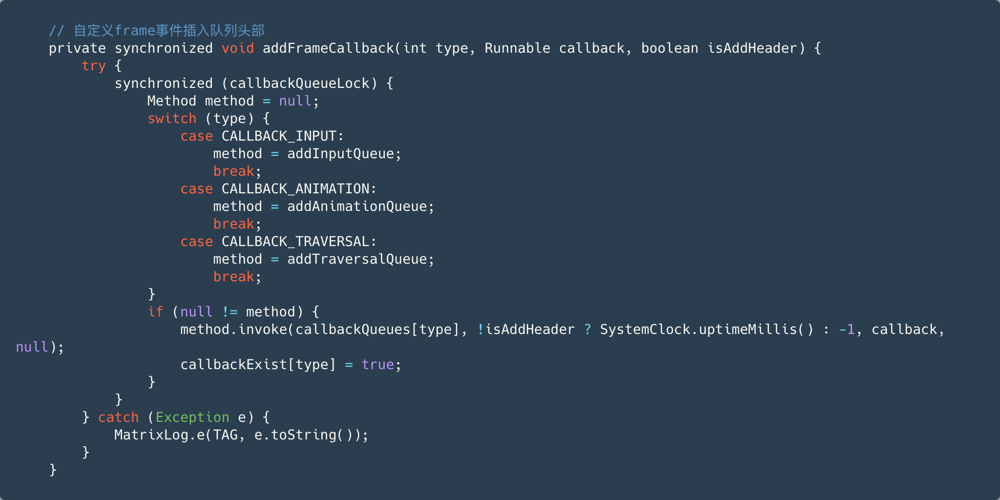 // 自定义frame事件插入队列头部
private synchronized void addFrameCallback(int type, Runnable callback, boolean isAddHeader) {
try {
synchronized (callbackQueueLock) {
Method method = null;
switch (type) {
case CALLBACK_INPUT:
method = addInputQueue;
break;
case CALLBACK_ANIMATION:
method = addAnimationQueue;
break;
case CALLBACK_TRAVERSAL:
method = addTraversalQueue;
break;
}
if (null != method) {
method.invoke(callbackQueues[type], !isAddHeader ? SystemClock.uptimeMillis() : -1, callback,
null);
callbackExist[type] = true;
}
}
} catch (Exception e) {
MatrixLog.e(TAG, e.toString());
}
}